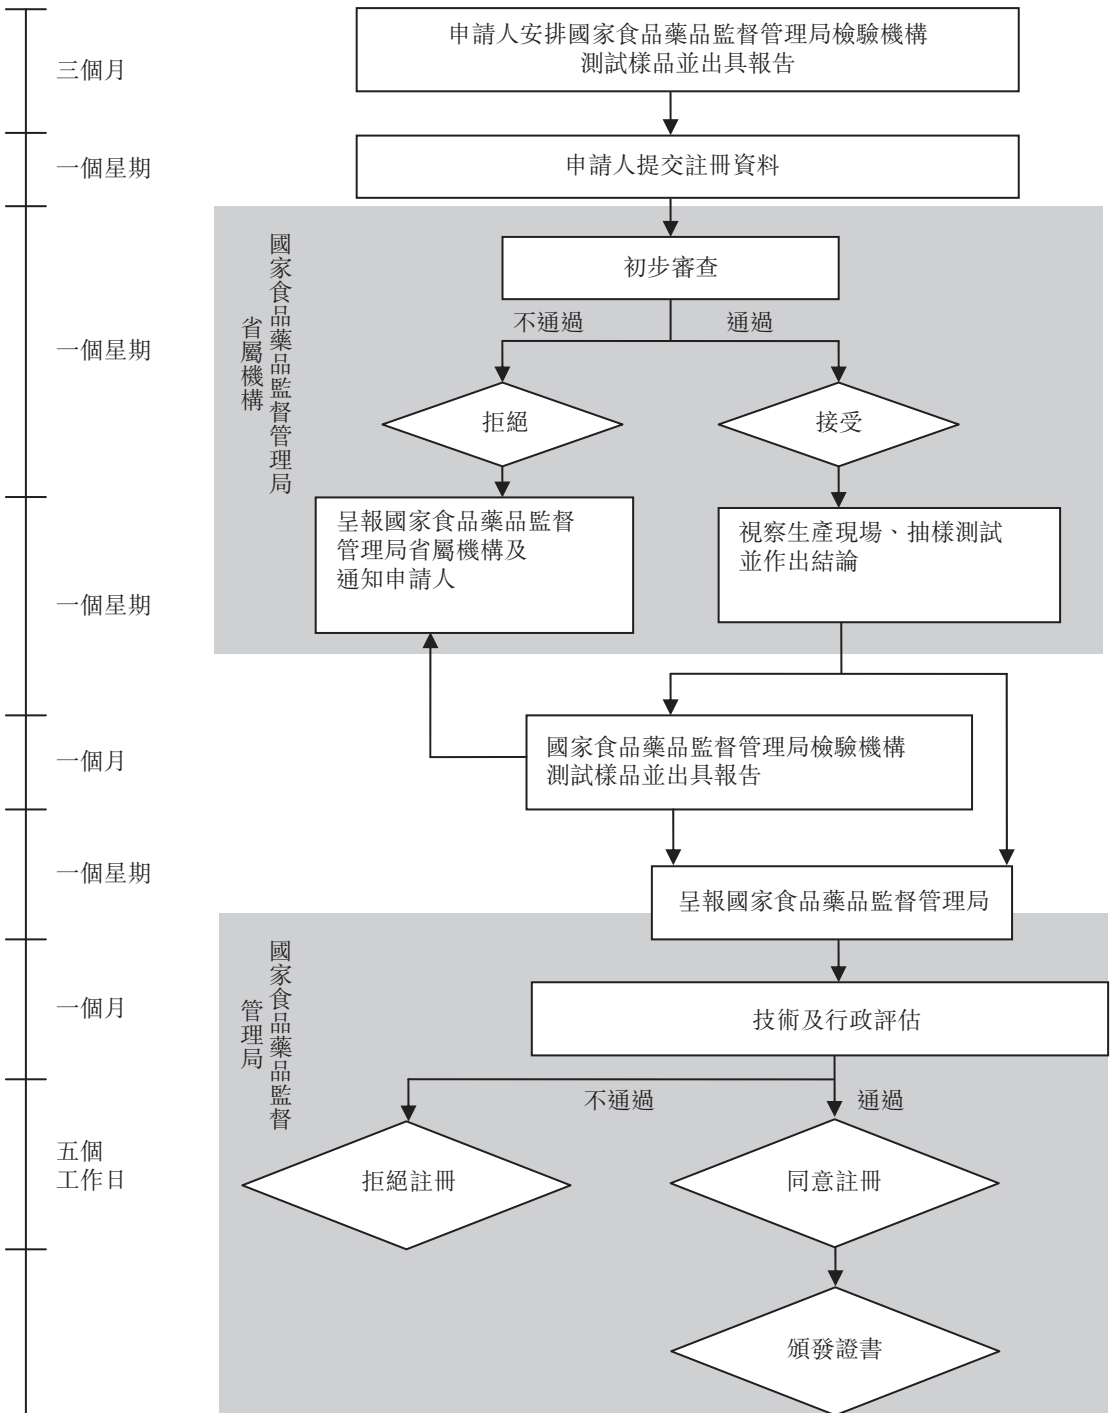 三個月
申請人安排國家食品藥品監督管理局檢驗機構
測試樣品並出具報告
一個星期
申請人提交註冊資料
國家食品藥品監督管理局
省屬機構
初步審查
一個星期
不通過
通過
拒絕
接受
一個星期
呈報國家食品藥品監督
管理局省屬機構及
通知申請人
視察生產現場、抽樣測試
並作出結論
一個月
國家食品藥品監督管理局檢驗機構
測試樣品並出具報告
一個星期
呈報國家食品藥品監督管理局
國家食品藥品監督
管理局
一個月
技術及行政評估
不通過
通過
五個
工作日
拒絕註冊
同意註冊
頒發證書